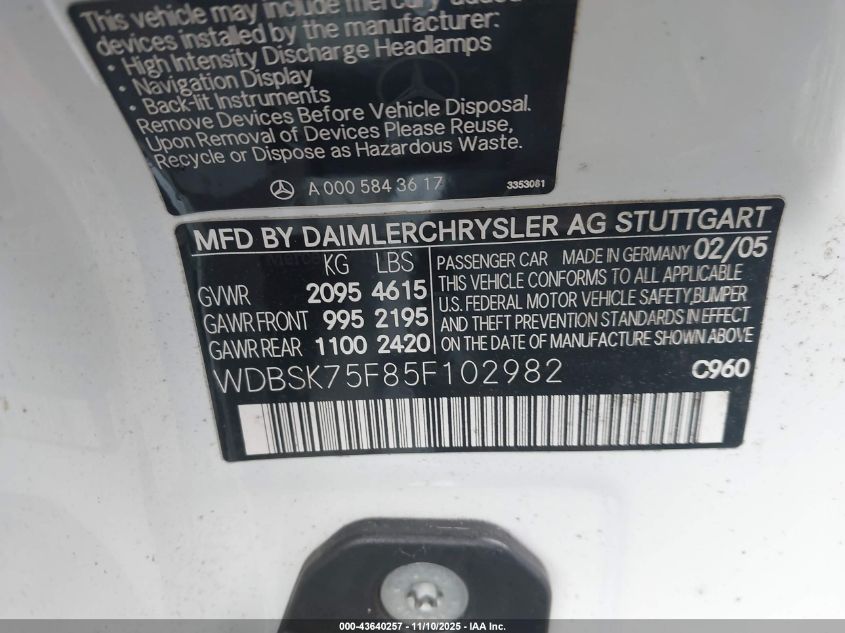 This vehicle may include mercury added
devices installed by the manufacturer:
· High Intensity Discharge Headlamps
· Navigation Display
· Back-lit Instruments
Remove Devices Before Vehicle Disposal.
Upon Removal of Devices Please Reuse,
Recycle or Dispose as Hazardous Waste.
A 000 584 36 17 3353081
MFD BY DAIMLERCHRYSLER AG STUTTGART
KG LBS
GVWR 2095 4615
GAWR FRONT 995 2195
GAWR REAR 1100 2420
PASSENGER CAR MADE IN GERMANY 02/05
THIS VEHICLE CONFORMS TO ALL APPLICABLE
U.S. FEDERAL MOTOR VEHICLE SAFETY,BUMPER
AND THEFT PREVENTION STANDARDS IN EFFECT
ON THE DATE OF MANUFACTURE SHOWN ABOVE
WDBSK75F85F102982 C960
000-43640257 - 11/10/2025 - IAA Inc.